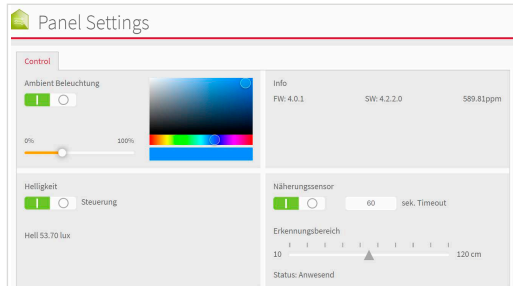 Panel Settings
Control
Ambient Beleuchtung
0% 100%
Info
FW: 4.0.1 SW: 4.2.2.0 589.81ppm
Helligkeit
Steuerung
Hell 53.70 lux
Näherungssensor
60 sek. Timeout
Erkennungsbereich
10 120 cm
Status: Anwesend